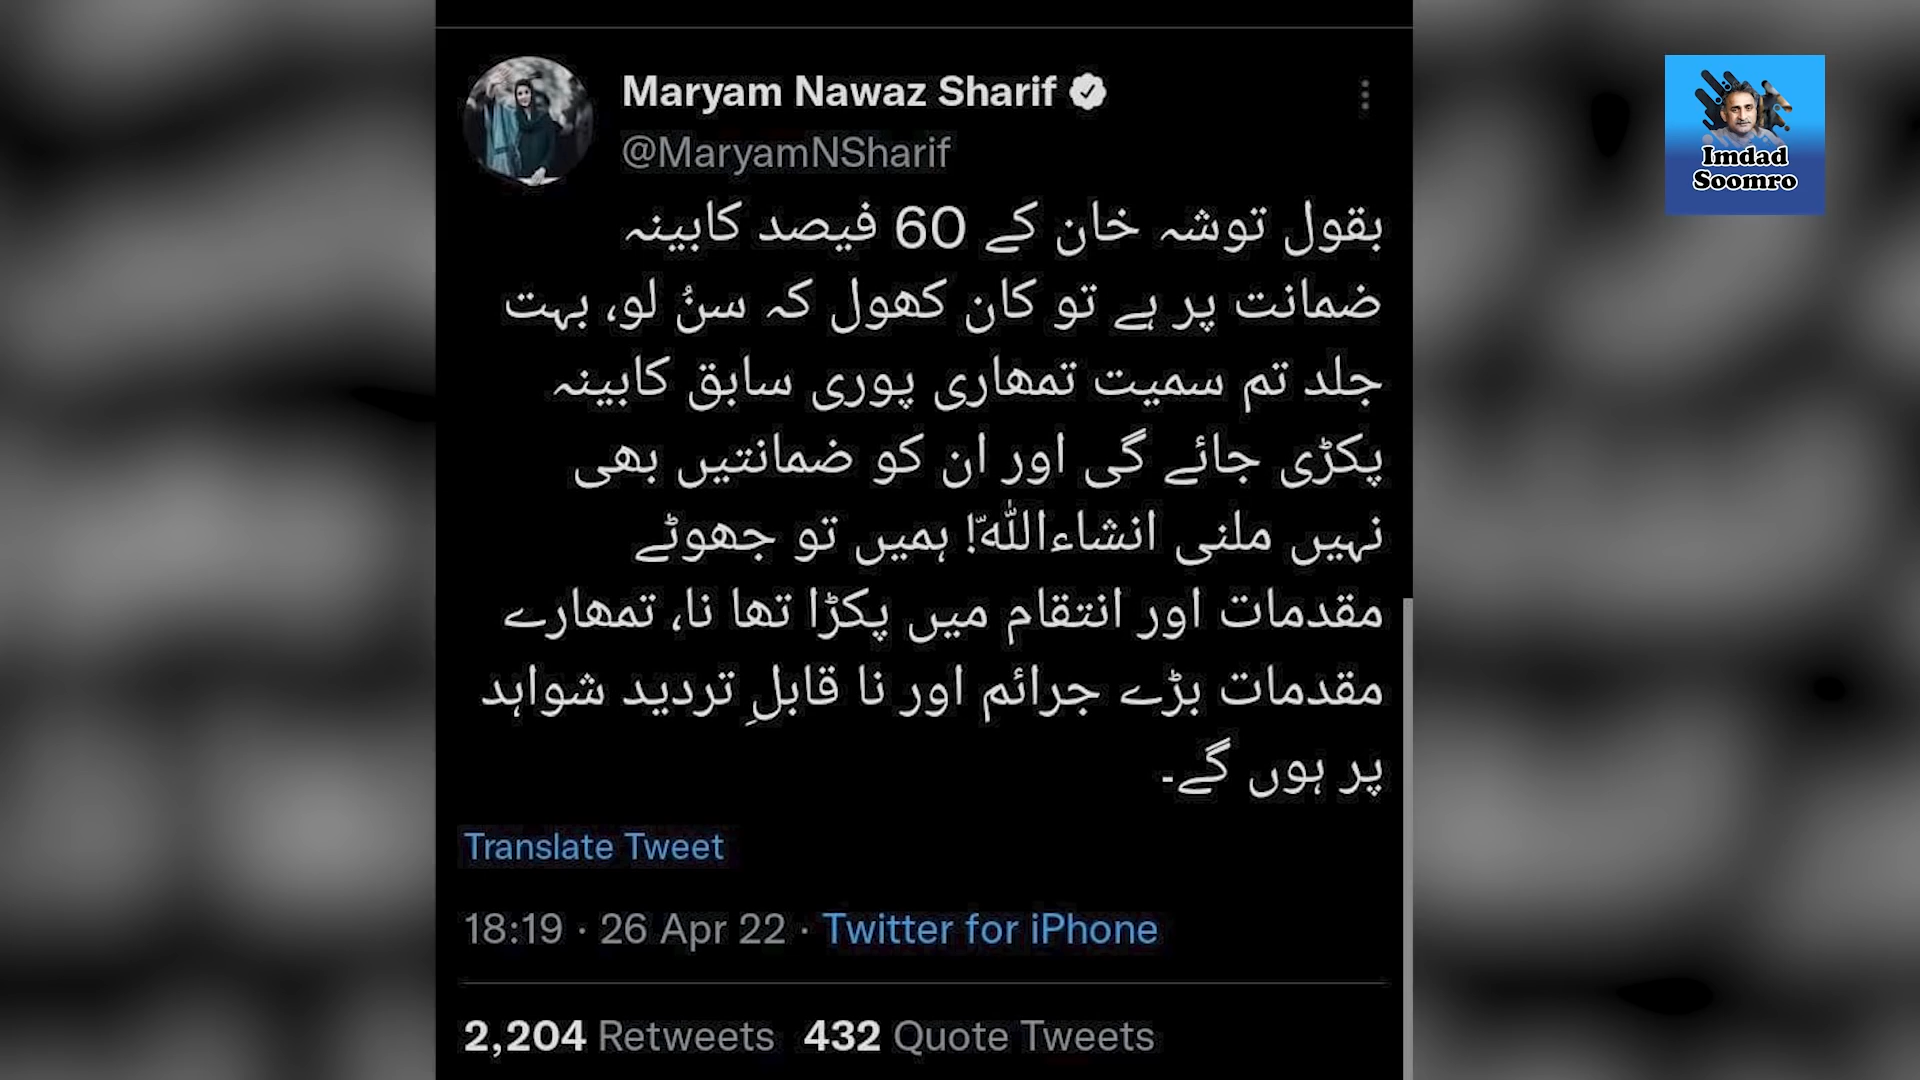 Maryam Nawaz Sharif
@MaryamNSharif
بقول توشہ خان کے 60 فیصد کابینہ
ضمانت پر ہے تو کان کھول کہ سنُ لو، بہت
جلد تم سمیت تمھاری پوری سابق کابینہ
پکڑی جائے گی اور ان کو ضمانتیں بھی
نہیں ملنی انشاءاللّہ! ہمیں تو جھوٹے
مقدمات اور انتقام میں پکڑا تھا نا، تمھارے
مقدمات بڑے جرائم اور نا قابلِ تردید شواہد
پر ہوں گے۔
Translate Tweet
18:19 · 26 Apr 22 · Twitter for iPhone
2,204 Retweets 432 Quote Tweets
Imdad
Soomro